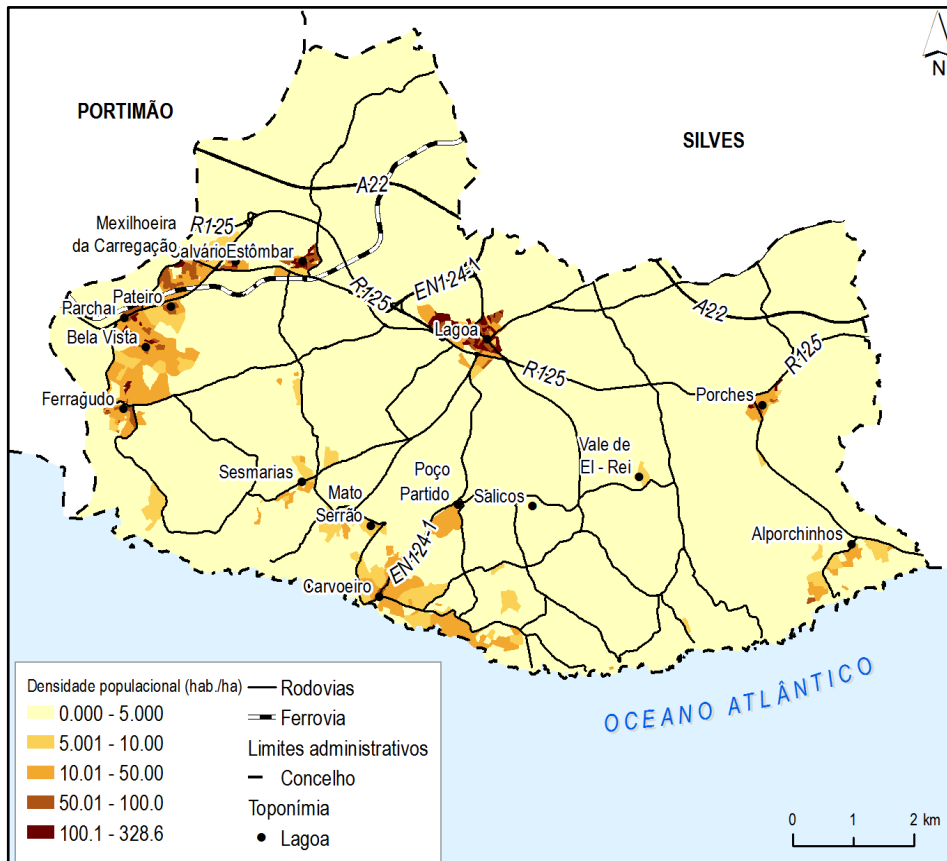 N
PORTIMÃO
SILVES
A22
Mexilhoeira
da Carregação
R125
Calvário
Estômbar
EN124-1
R125
Pateiro
Parchal
Bela Vista
Lagoa
A22
R125
R125
Ferragudo
Porches
Vale de
El - Rei
Sesmarias
Poço
Partido
Salicos
Mato
Serrão
EN124-1
Alporchinhos
Carvoeiro
OCEANO ATLÂNTICO
Densidade populacional (hab./ha)
0.000 - 5.000
5.001 - 10.00
10.01 - 50.00
50.01 - 100.0
100.1 - 328.6
Rodovias
Ferrovia
Limites administrativos
Concelho
Toponímia
Lagoa
0 1 2 km